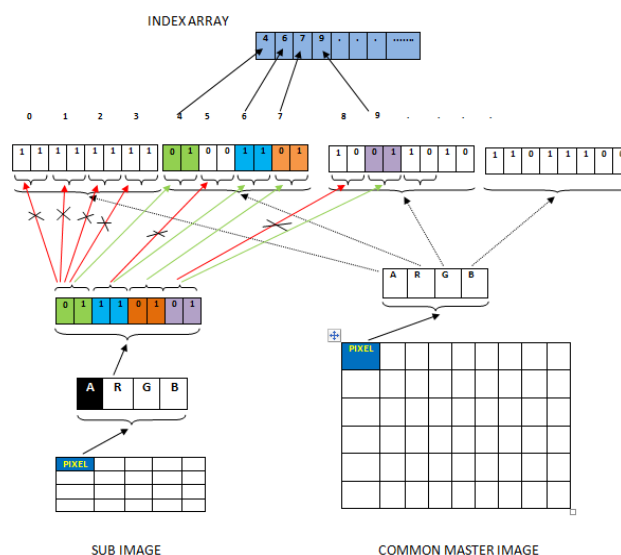 INDEX ARRAY
4 6 7 9 . . .......
0 1 2 3 4 5 6 7 8 9 . . . .
1 1 1 1 1 1 1 1 0 1 0 0 1 1 0 1 1 0 0 1 1 0 1 0 1 1 0 1 1 1 0 0
A R G B
0 1 1 1 0 1 0 1
PIXEL
A R G B
PIXEL
SUB IMAGE COMMON MASTER IMAGE